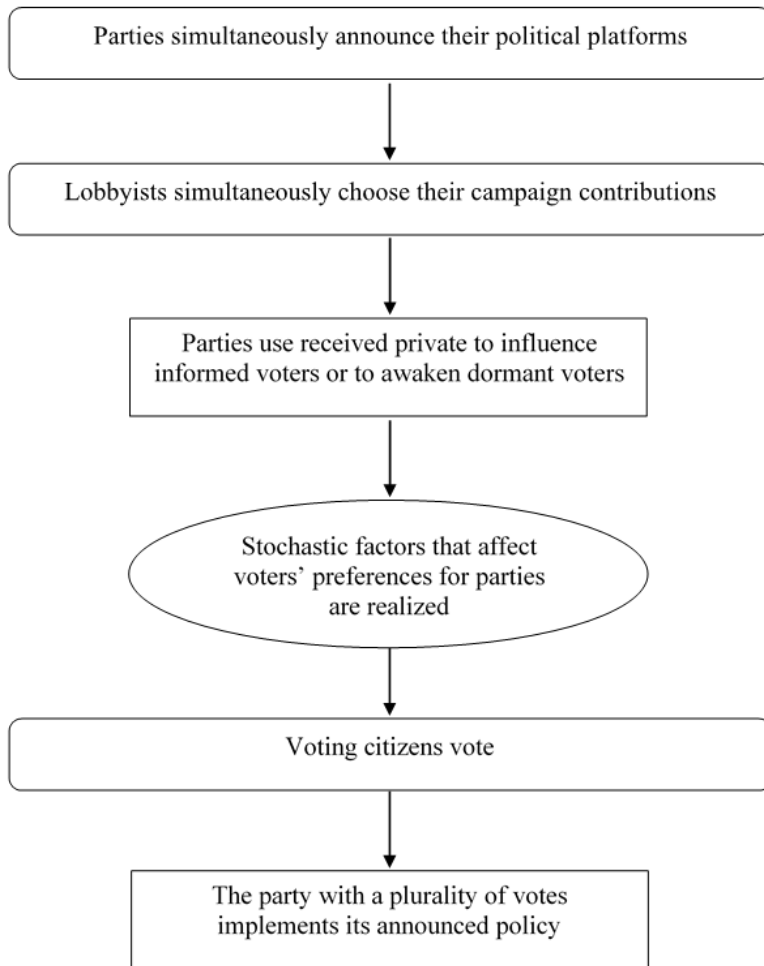 Parties simultaneously announce their political platforms
Lobbyists simultaneously choose their campaign contributions
Parties use received private to influence
informed voters or to awaken dormant voters
Stochastic factors that affect
voters’ preferences for parties
are realized
Voting citizens vote
The party with a plurality of votes
implements its announced policy